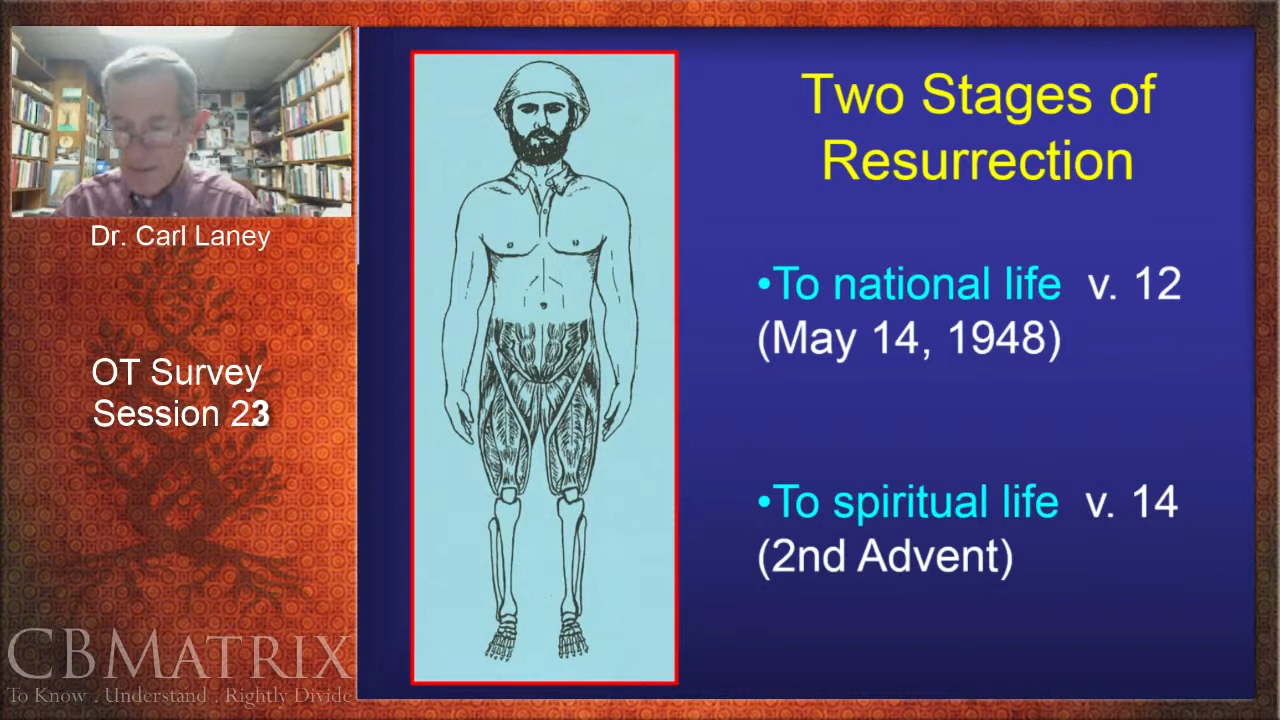 Dr. Carl Laney
OT Survey
Session 23
CBMATRIX
To Know . Understand . Rightly Divide
Two Stages of
Resurrection
•To national life v. 12
(May 14, 1948)
•To spiritual life v. 14
(2nd Advent)